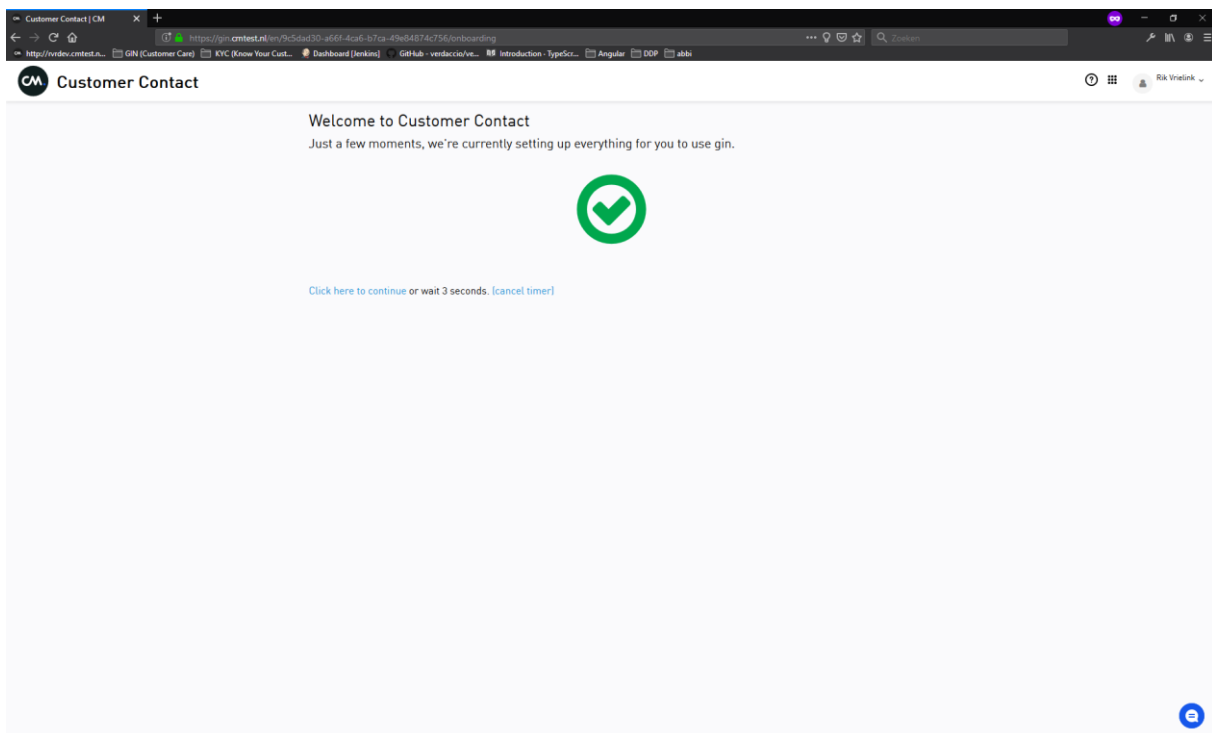 Customer Contact | CM
https://gin.cmtest.nl/en/9c5dad30-a66f-4ca6-b7ca-49e84874c756/onboarding
Zoeken
http://rvrdev.cmtest.n... GIN (Customer Care) KYC (Know Your Cust... Dashboard [Jenkins] GitHub - verdaccio/ve... Introduction · TypeScr... Angular DDP abbi
CM. Customer Contact
Rik Vrielink
Welcome to Customer Contact
Just a few moments, we're currently setting up everything for you to use gin.
Click here to continue or wait 3 seconds. (cancel timer)